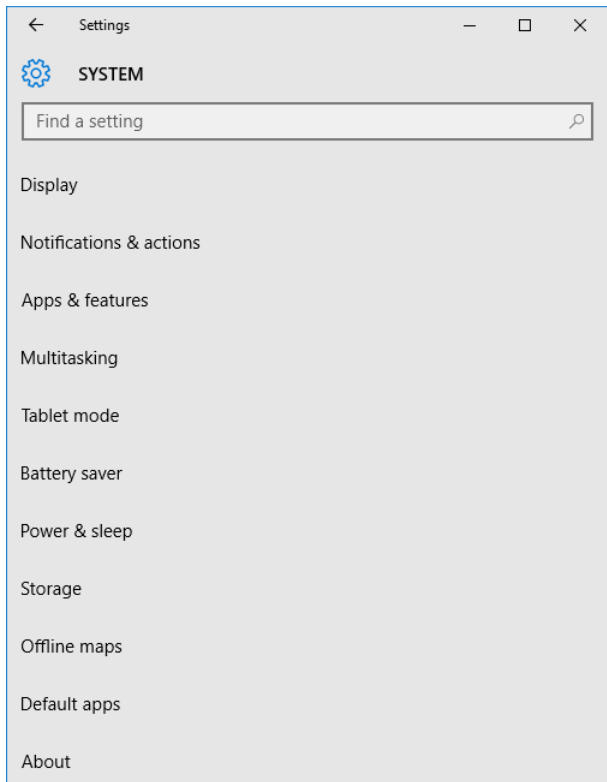 Settings
SYSTEM
Find a setting
Display
Notifications & actions
Apps & features
Multitasking
Tablet mode
Battery saver
Power & sleep
Storage
Offline maps
Default apps
About